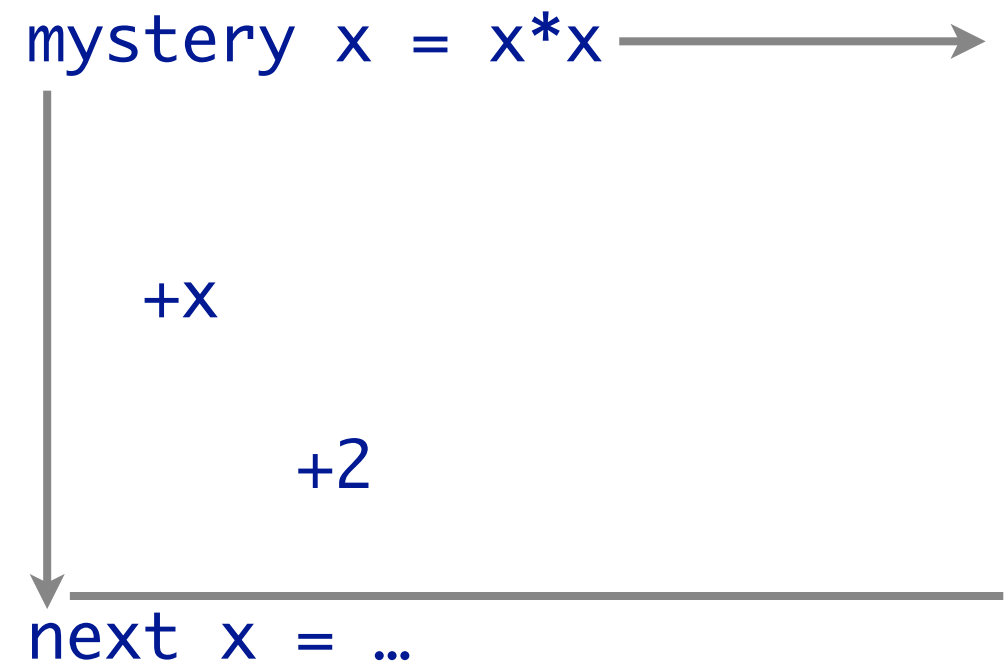 mystery x = x*x
+x
+2
next x = …